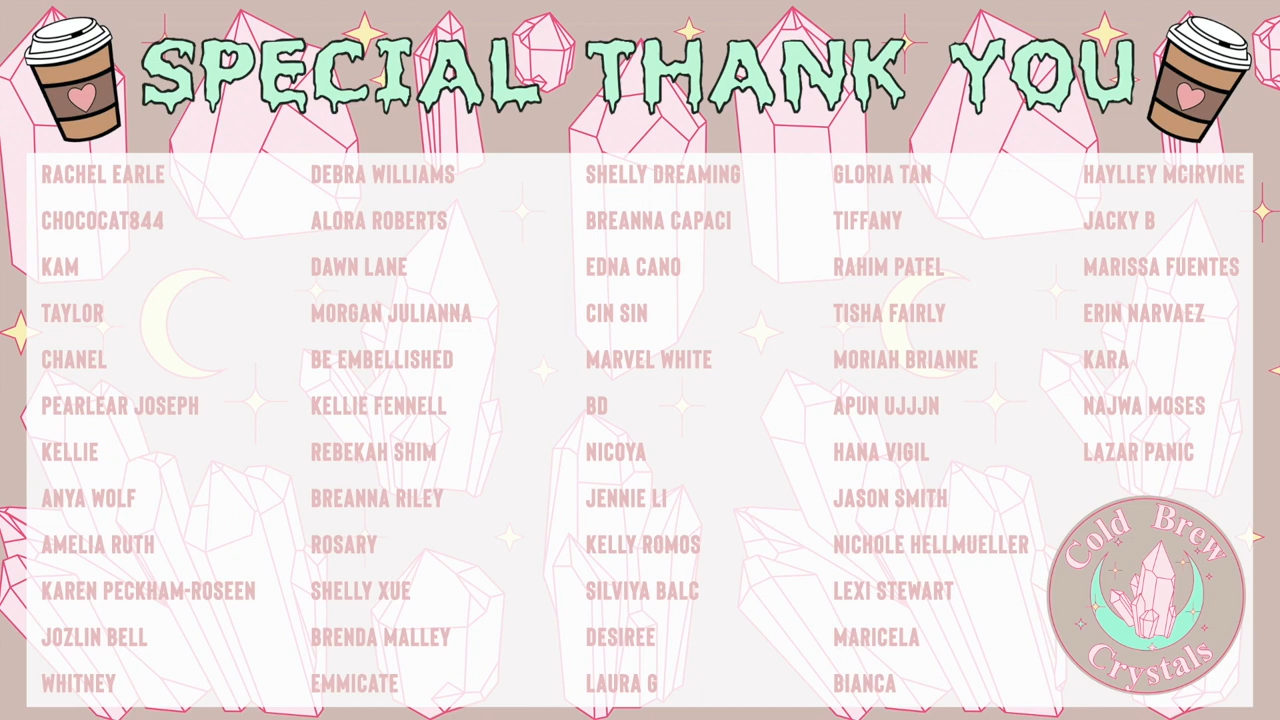 SPECIAL THANK YOU
RACHEL EARLE
CHOCOCAT844
KAM
TAYLOR
CHANEL
PEARLEAR JOSEPH
KELLIE
ANYA WOLF
AMELIA RUTH
KAREN PECKHAM-ROSEEN
JOZLIN BELL
WHITNEY
DEBRA WILLIAMS
ALORA ROBERTS
DAWN LANE
MORGAN JULIANNA
BE EMBELLISHED
KELLIE FENNELL
REBEKAH SHIM
BREANNA RILEY
ROSARY
SHELLY XUE
BRENDA MALLEY
EMMICATE
SHELLY DREAMING
BREANNA CAPACI
EDNA CANO
CIN SIN
MARVEL WHITE
BD
NICOYA
JENNIE LI
KELLY ROMOS
SILVIYA BALC
DESIREE
LAURA G
GLORIA TAN
TIFFANY
RAHIM PATEL
TISHA FAIRLY
MORIAH BRIANNE
APUN UJJJN
HANA VIGIL
JASON SMITH
NICHOLE HELLMUELLER
LEXI STEWART
MARICELA
BIANCA
HAYLLEY MCIRVINE
JACKY B
MARISSA FUENTES
ERIN NARVAEZ
KARA
NAJWA MOSES
LAZAR PANIC
Cold Brew
Crystals